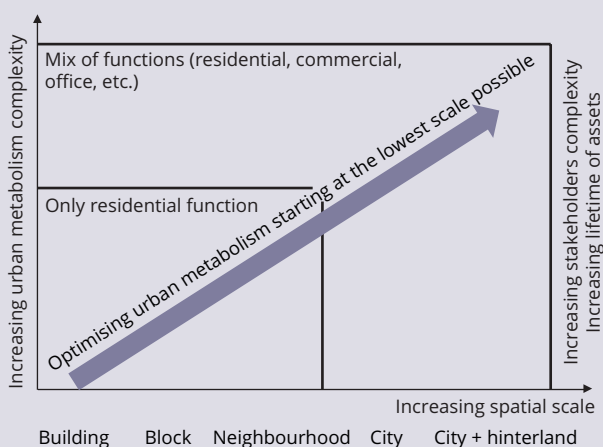 Increasing urban metabolism complexity
Mix of functions (residential, commercial,
office, etc.)
Only residential function
Optimising urban metabolism starting at the lowest scale possible
Increasing stakeholders complexity
Increasing lifetime of assets
Increasing spatial scale
Building Block Neighbourhood City City + hinterland